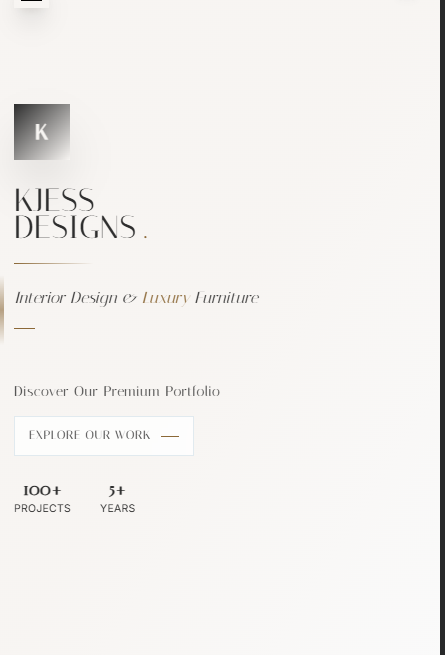 K
KJESS
DESIGNS .
Interior Design & Luxury Furniture
Discover Our Premium Portfolio
EXPLORE OUR WORK
100+ 5+
PROJECTS YEARS